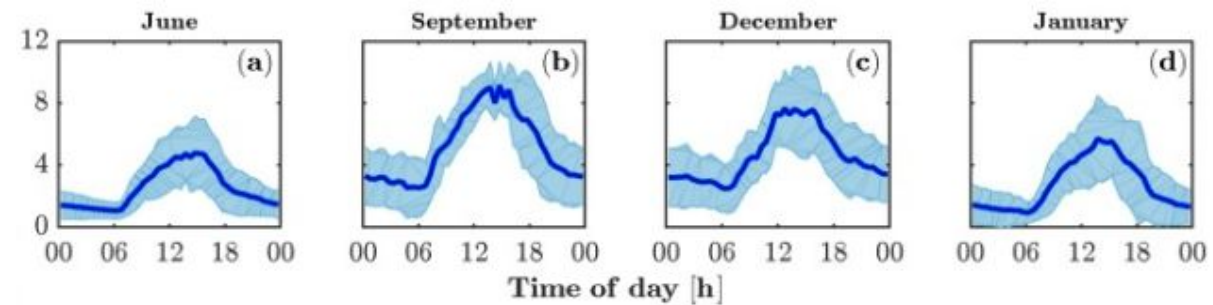 June September December January
12 (a) (b) (c) (d)
8
4
0
00 06 12 18 00 00 06 12 18 00 00 06 12 18 00 00 06 12 18 00
Time of day [h]